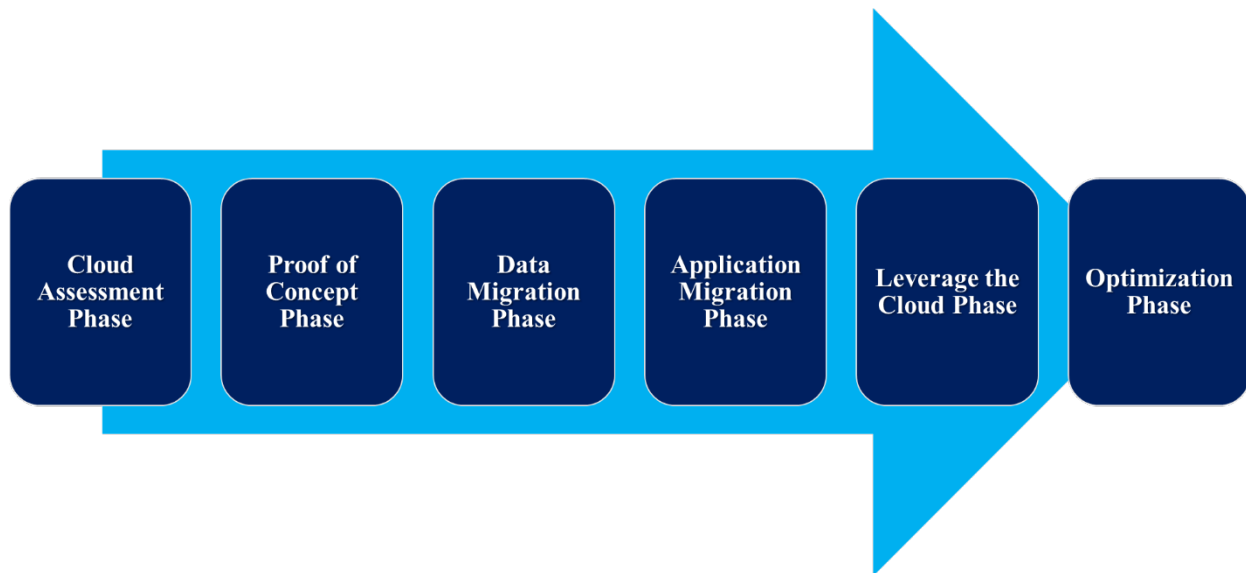 Cloud
Assessment
Phase
Proof of
Concept
Phase
Data
Migration
Phase
Application
Migration
Phase
Leverage the
Cloud Phase
Optimization
Phase